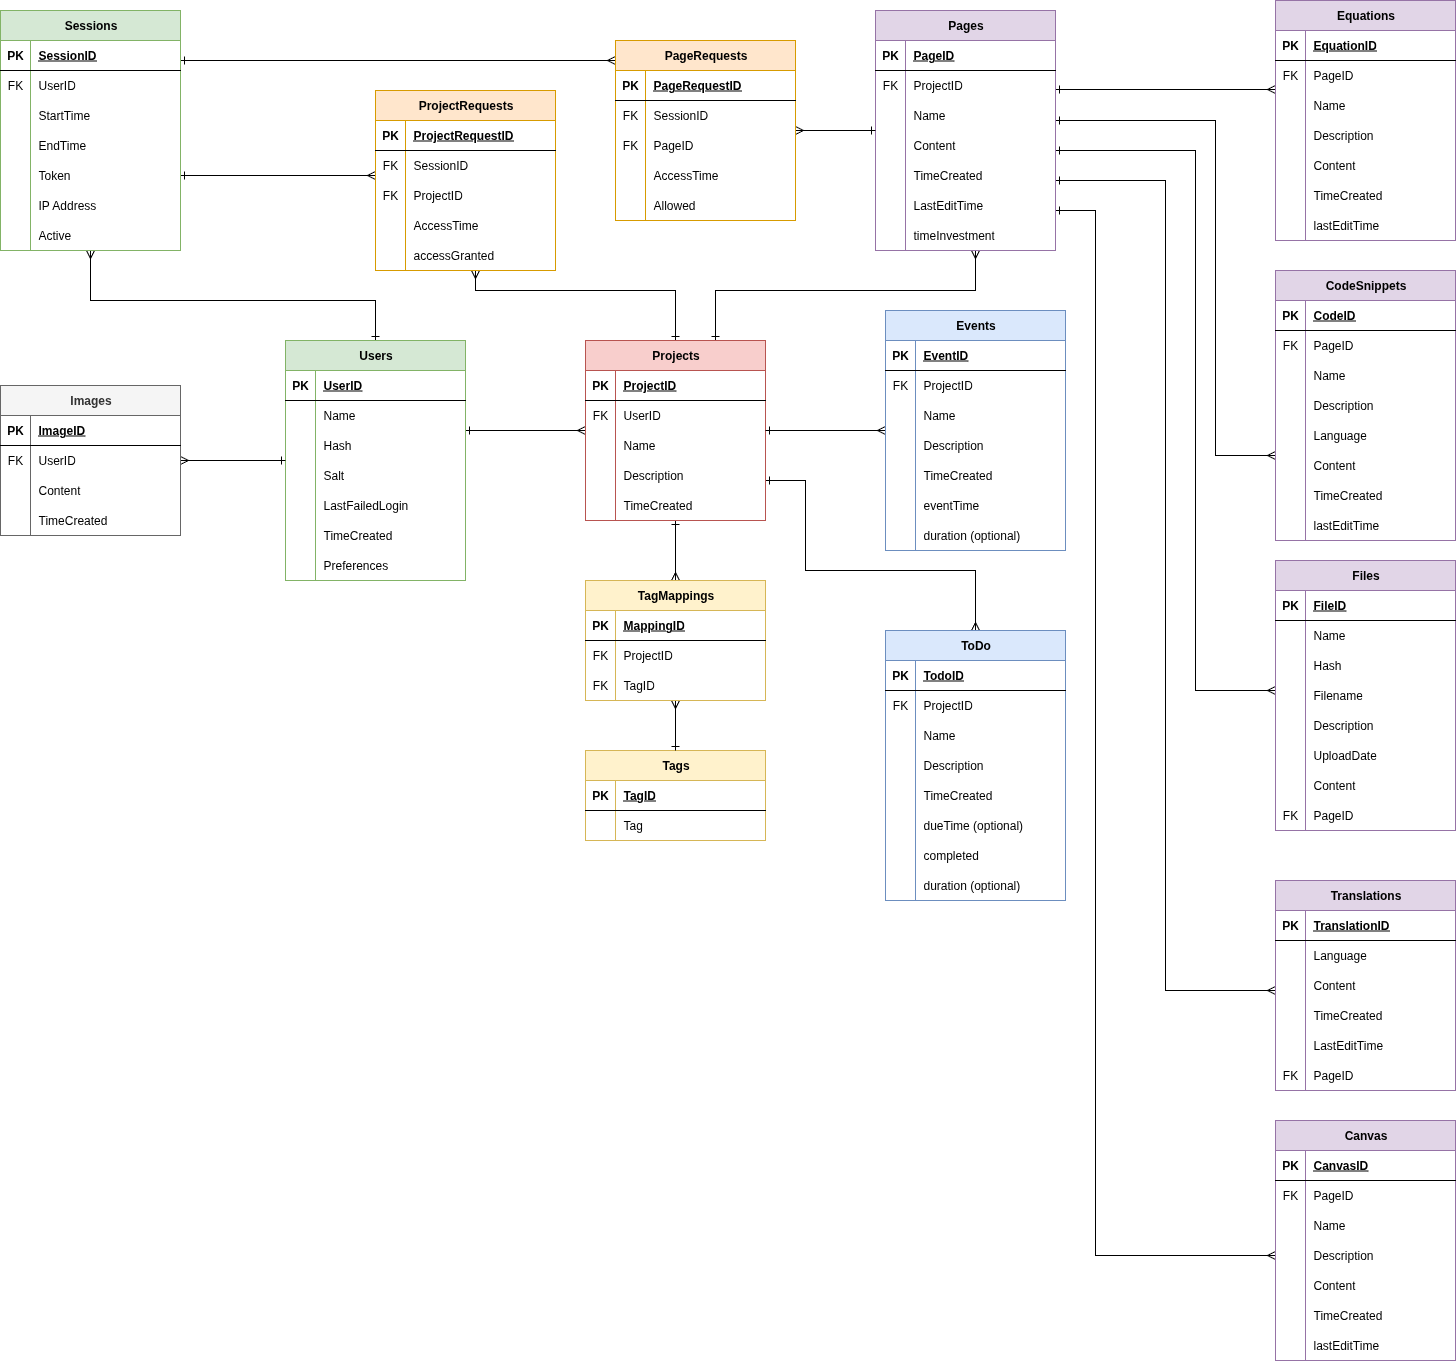 Sessions
PK SessionID
FK UserID
StartTime
EndTime
Token
IP Address
Active
ProjectRequests
PK ProjectRequestID
FK SessionID
FK ProjectID
AccessTime
accessGranted
PageRequests
PK PageRequestID
FK SessionID
FK PageID
AccessTime
Allowed
Pages
PK PageID
FK ProjectID
Name
Content
TimeCreated
LastEditTime
timeInvestment
Equations
PK EquationID
FK PageID
Name
Description
Content
TimeCreated
lastEditTime
Images
PK ImageID
FK UserID
Content
TimeCreated
Users
PK UserID
Name
Hash
Salt
LastFailedLogin
TimeCreated
Preferences
Projects
PK ProjectID
FK UserID
Name
Description
TimeCreated
Events
PK EventID
FK ProjectID
Name
Description
TimeCreated
eventTime
duration (optional)
CodeSnippets
PK CodeID
FK PageID
Name
Description
Language
Content
TimeCreated
lastEditTime
TagMappings
PK MappingID
FK ProjectID
FK TagID
Tags
PK TagID
Tag
ToDo
PK TodoID
FK ProjectID
Name
Description
TimeCreated
dueTime (optional)
completed
duration (optional)
Files
PK FileID
Name
Hash
Filename
Description
UploadDate
Content
FK PageID
Translations
PK TranslationID
Language
Content
TimeCreated
LastEditTime
FK PageID
Canvas
PK CanvasID
FK PageID
Name
Description
Content
TimeCreated
lastEditTime